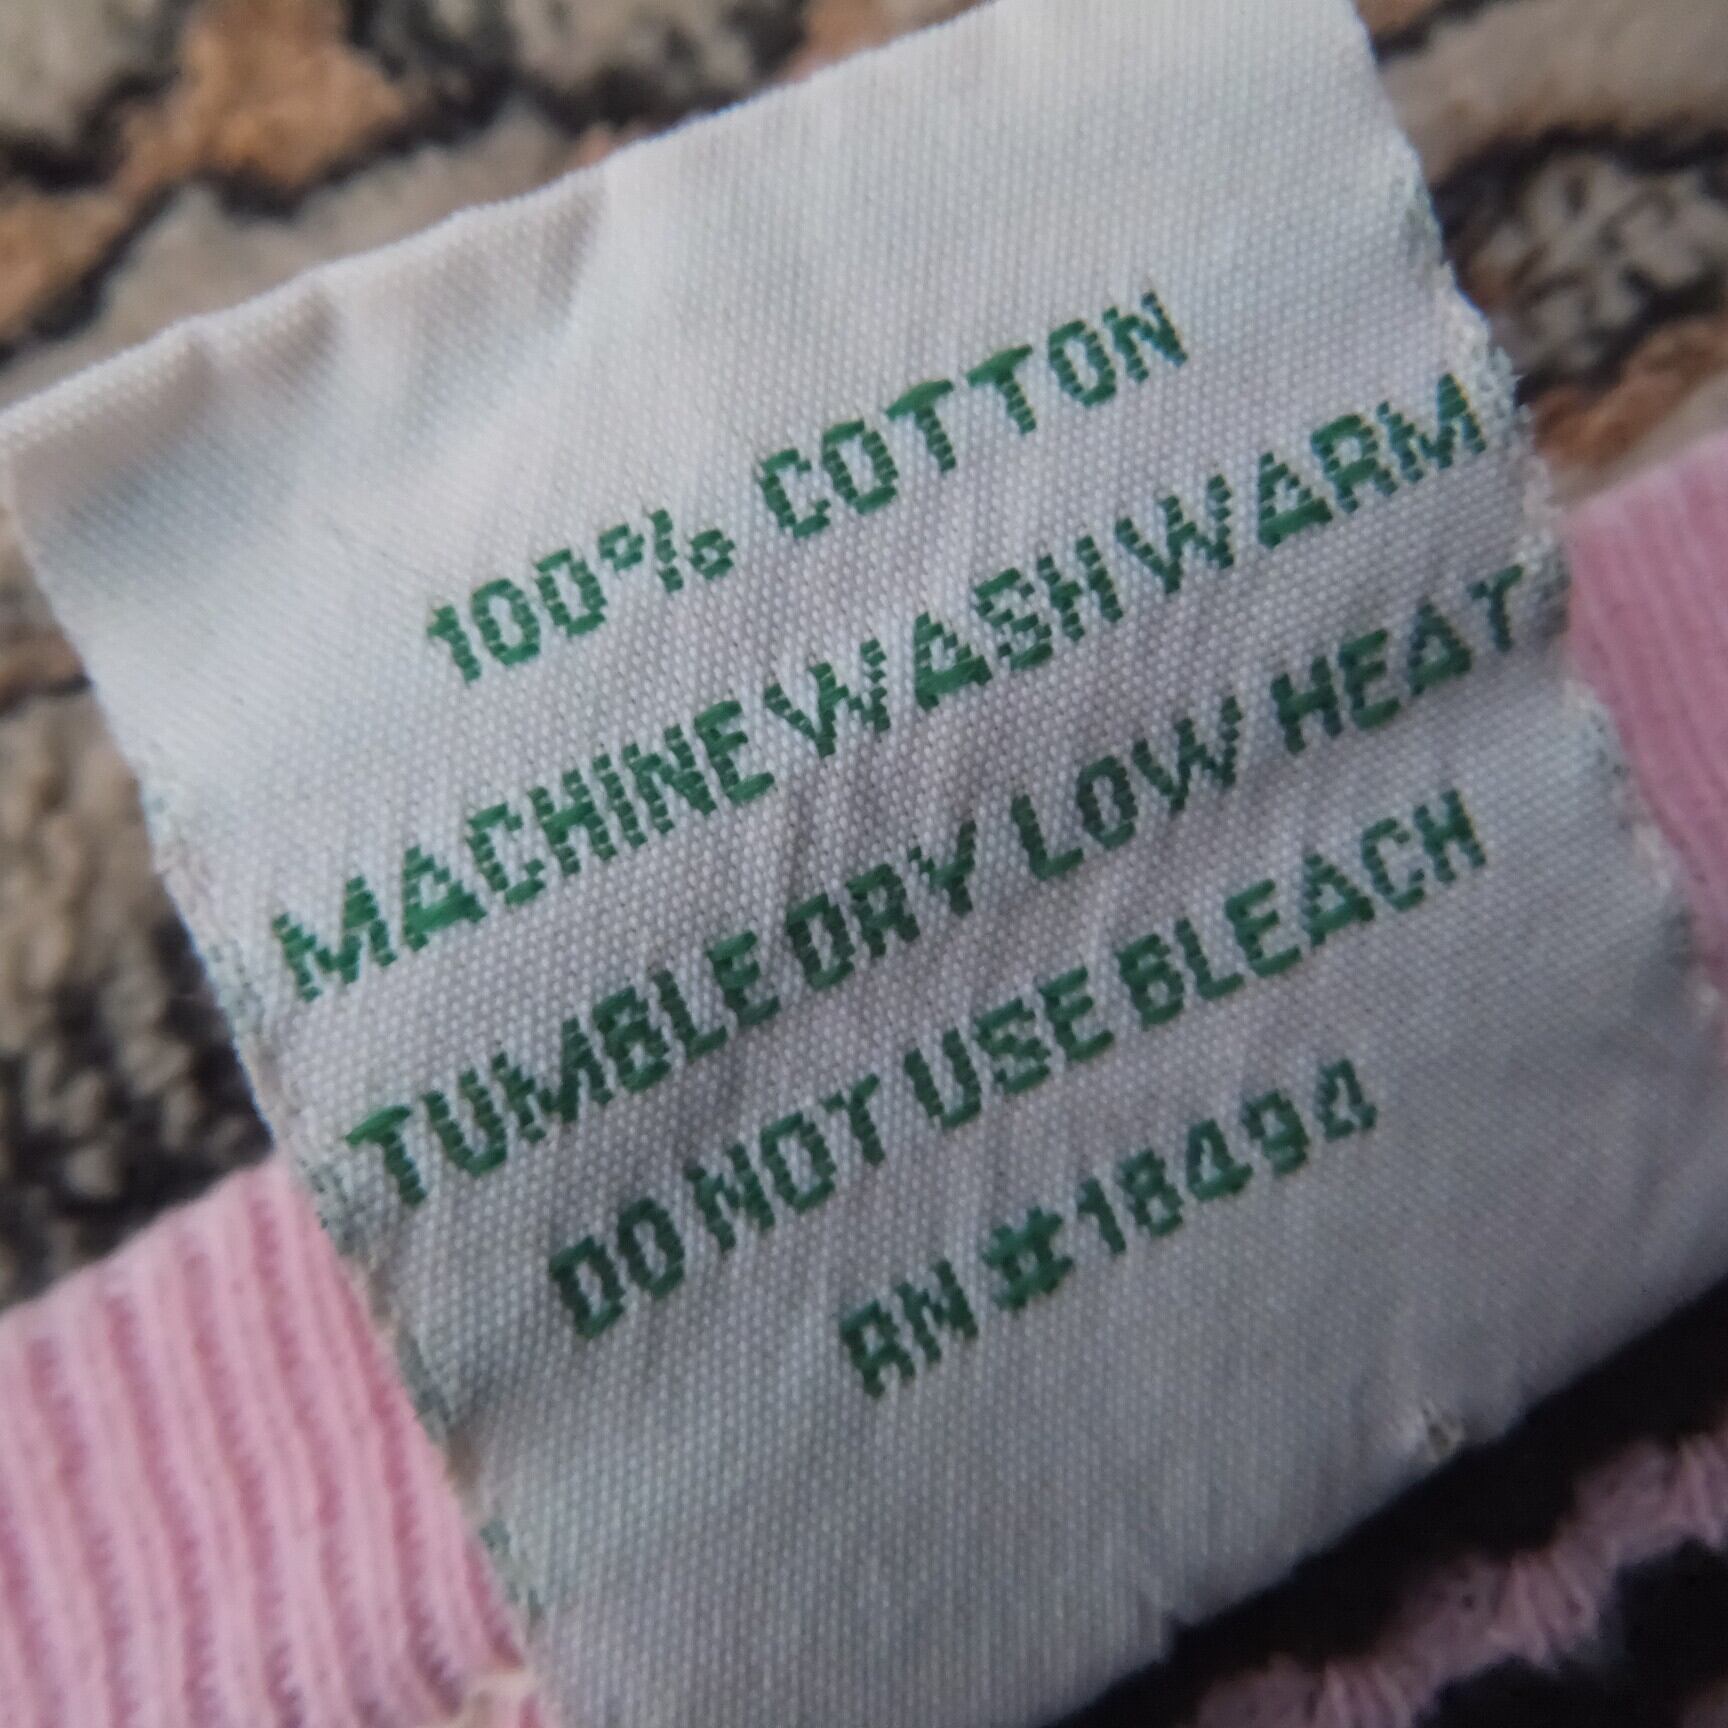 100% COTTON
MACHINE WASH WARM
TUMBLE DRY LOW HEAT
DO NOT USE BLEACH
RN #18494